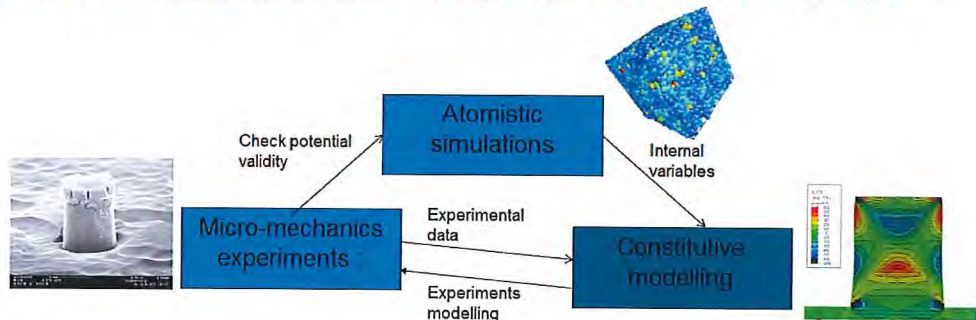 Atomistic
simulations
Check potential
validity
Internal
variables
Micro-mechanics
experiments
Experimental
data
Constitutive
modelling
Experiments
modelling